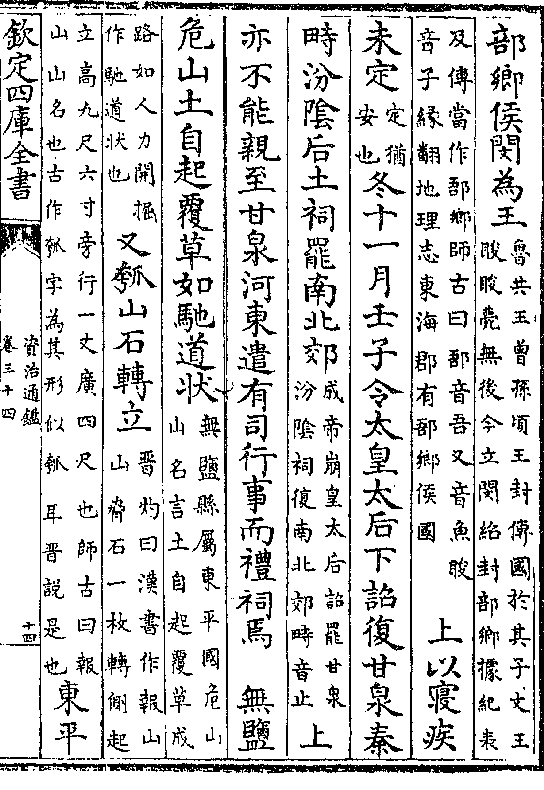 部鄉侯閔為王魯共王曾孫頃王封傳國於其子文王
睃睃薨無後今立閔紹封部鄉據紀表
及傳當作郚鄉師古曰郚音吾又音魚睃
音子緣翻地理志東海郡有郚鄉侯國　上以寢疾
未定定猶安也冬十一月壬子令太皇太后下詔復甘泉泰
畤汾陰后土祠罷南北郊成帝崩皇太后詔罷甘泉
汾陰祠復南北郊畤音止　上
亦不能親至甘泉河東遣有司行事而禮祠焉　無鹽
危山土自起覆草如馳道狀無鹽縣屬東平國危山
山名言土自起覆草成
路如人力開掘
作馳道狀也又瓠山石轉立晉灼曰漢書作報山
山脅石一枚轉側起
立高九尺六寸旁行一丈廣四尺　也師古曰報
山山名也古作瓠字為其形似瓠　耳晉說是也東平
欽定四庫全書
資治通鑑
卷三十四
十四